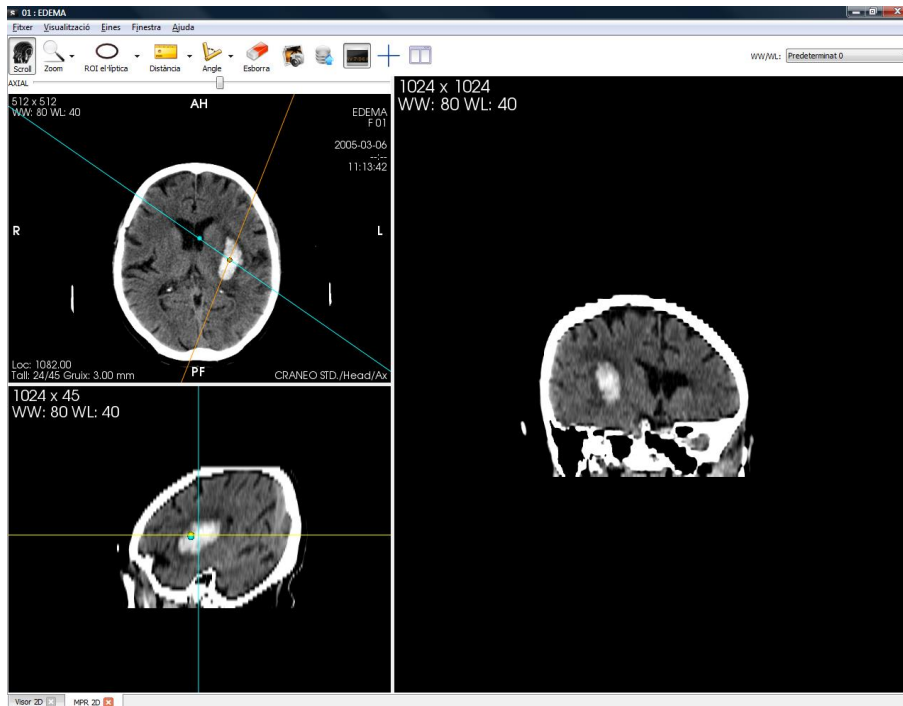 01 : EDEMA
Fitxer Visualització Eines Finestra Ajuda
Scroll Zoom ROI el·líptica Distància Angle Esborra WW/WL: Predeterminat 0
AXIAL
512 x 512
WW: 80 WL: 40
AH
EDEMA
F 01
2005-03-06
--:--
11:13:42
R
L
Loc: 1082.00
Tall: 24/45 Gruix: 3.00 mm
PF
CRANEO STD./Head/Ax
1024 x 45
WW: 80 WL: 40
1024 x 1024
WW: 80 WL: 40
Visor 2D MPR 2D